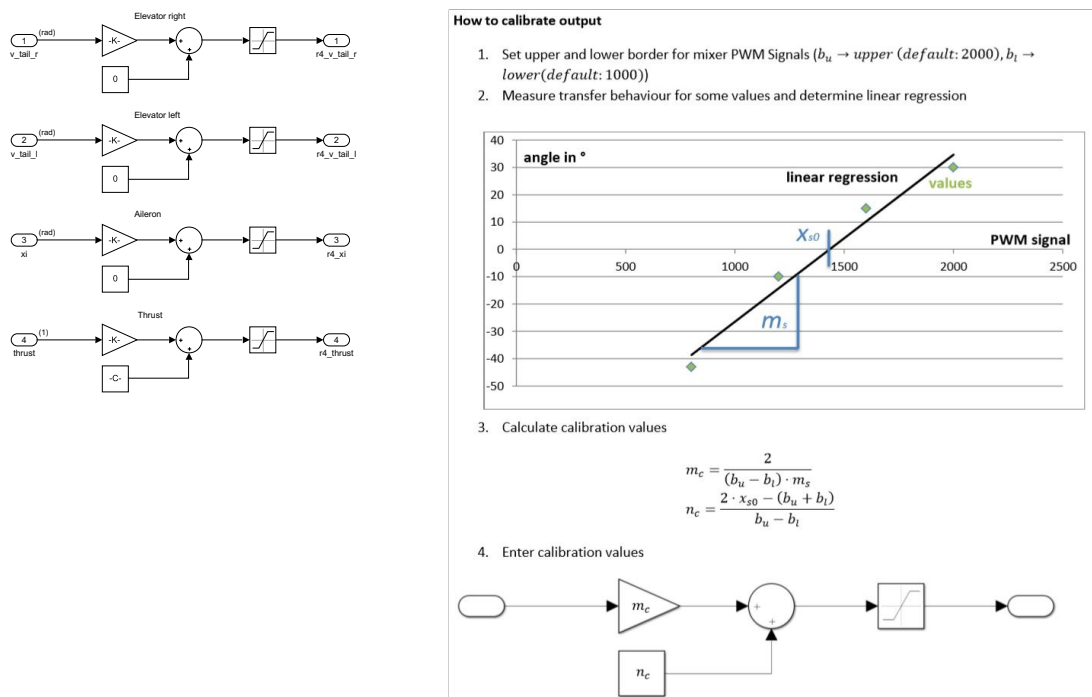 Elevator right
1
(rad)
v_tail_r
-K-
0
+
+
1
r4_v_tail_r
Elevator left
2
(rad)
v_tail_l
-K-
0
+
+
2
r4_v_tail_l
Aileron
3
(rad)
xi
-K-
0
+
+
3
r4_xi
Thrust
4
(1)
thrust
-K-
-C-
+
+
4
r4_thrust
How to calibrate output
1. Set upper and lower border for mixer PWM Signals (b_u → upper (default: 2000), b_l →
lower(default: 1000))
2. Measure transfer behaviour for some values and determine linear regression
40
30
20
10
0
-10
-20
-30
-40
-50
angle in °
linear regression
values
X_s0
PWM signal
0 500 1000 1500 2000 2500
m_s
3. Calculate calibration values
m_c = 2 / ((b_u − b_l) · m_s)
n_c = (2 · x_s0 − (b_u + b_l)) / (b_u − b_l)
4. Enter calibration values
m_c
+
+
n_c